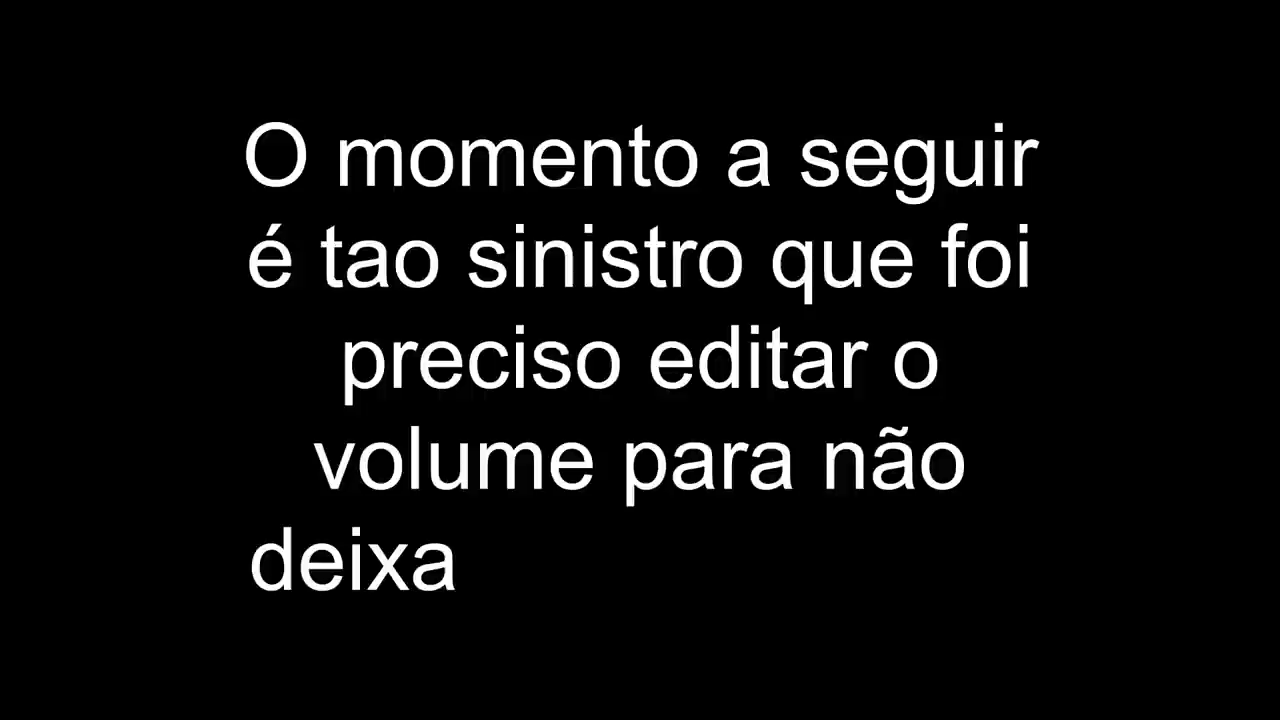 O momento a seguir
é tao sinistro que foi
preciso editar o
volume para não
deixa